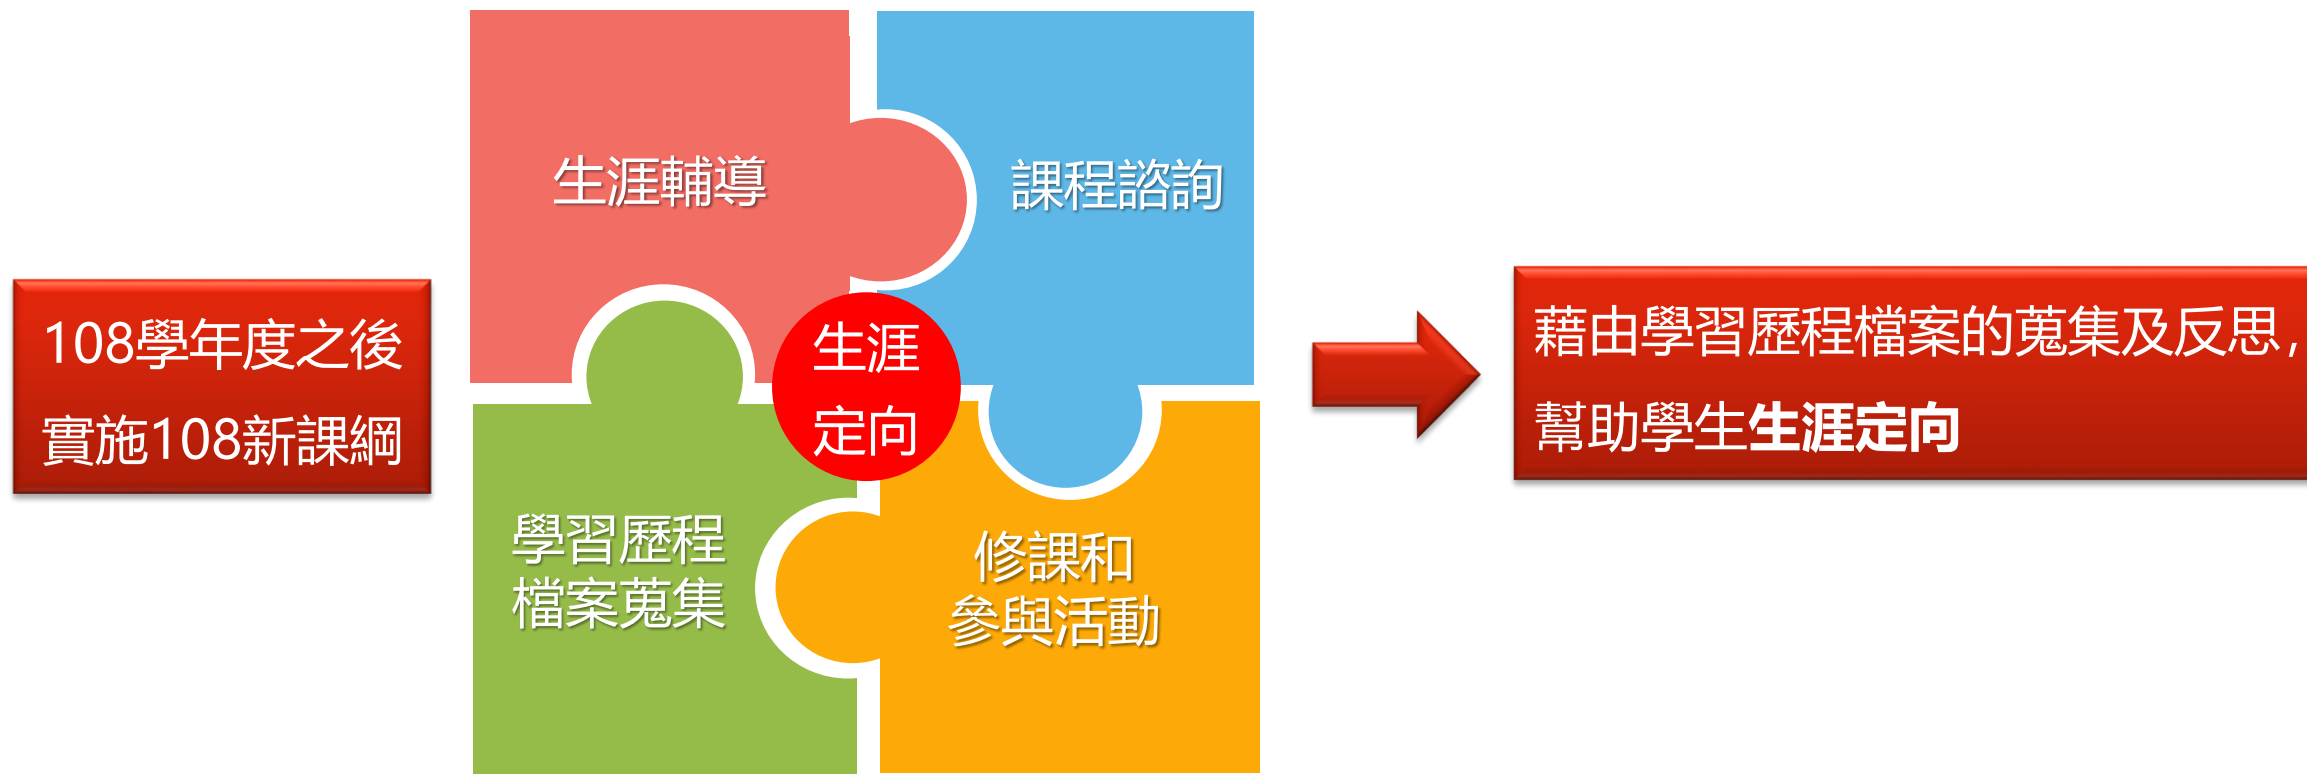 108學年度之後
實施108新課綱
生涯輔導
課程諮詢
生涯
定向
學習歷程
檔案蒐集
修課和
參與活動
藉由學習歷程檔案的蒐集及反思，
幫助學生生涯定向